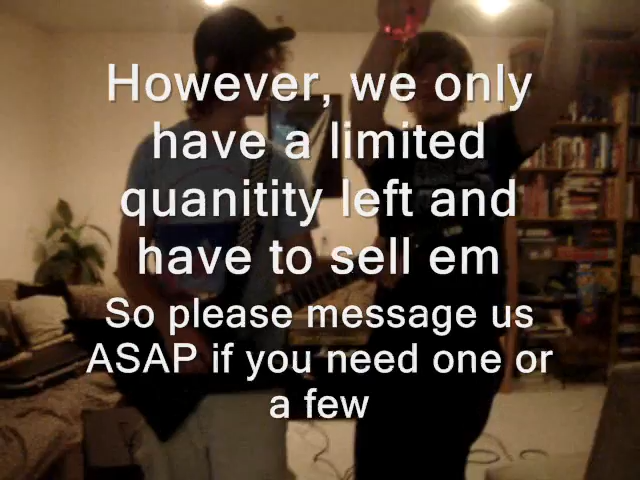 However, we only
have a limited
quanitity left and
have to sell em
So please message us
ASAP if you need one or
a few